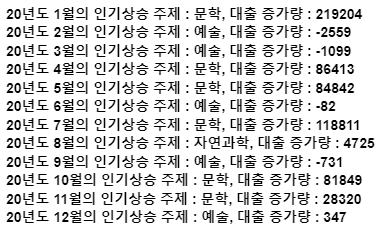 20년도 1월의 인기상승 주제 : 문학, 대출 증가량 : 219204
20년도 2월의 인기상승 주제 : 예술, 대출 증가량 : -2559
20년도 3월의 인기상승 주제 : 예술, 대출 증가량 : -1099
20년도 4월의 인기상승 주제 : 문학, 대출 증가량 : 86413
20년도 5월의 인기상승 주제 : 문학, 대출 증가량 : 84842
20년도 6월의 인기상승 주제 : 예술, 대출 증가량 : -82
20년도 7월의 인기상승 주제 : 문학, 대출 증가량 : 118811
20년도 8월의 인기상승 주제 : 자연과학, 대출 증가량 : 4725
20년도 9월의 인기상승 주제 : 예술, 대출 증가량 : -731
20년도 10월의 인기상승 주제 : 문학, 대출 증가량 : 81849
20년도 11월의 인기상승 주제 : 문학, 대출 증가량 : 28320
20년도 12월의 인기상승 주제 : 예술, 대출 증가량 : 347